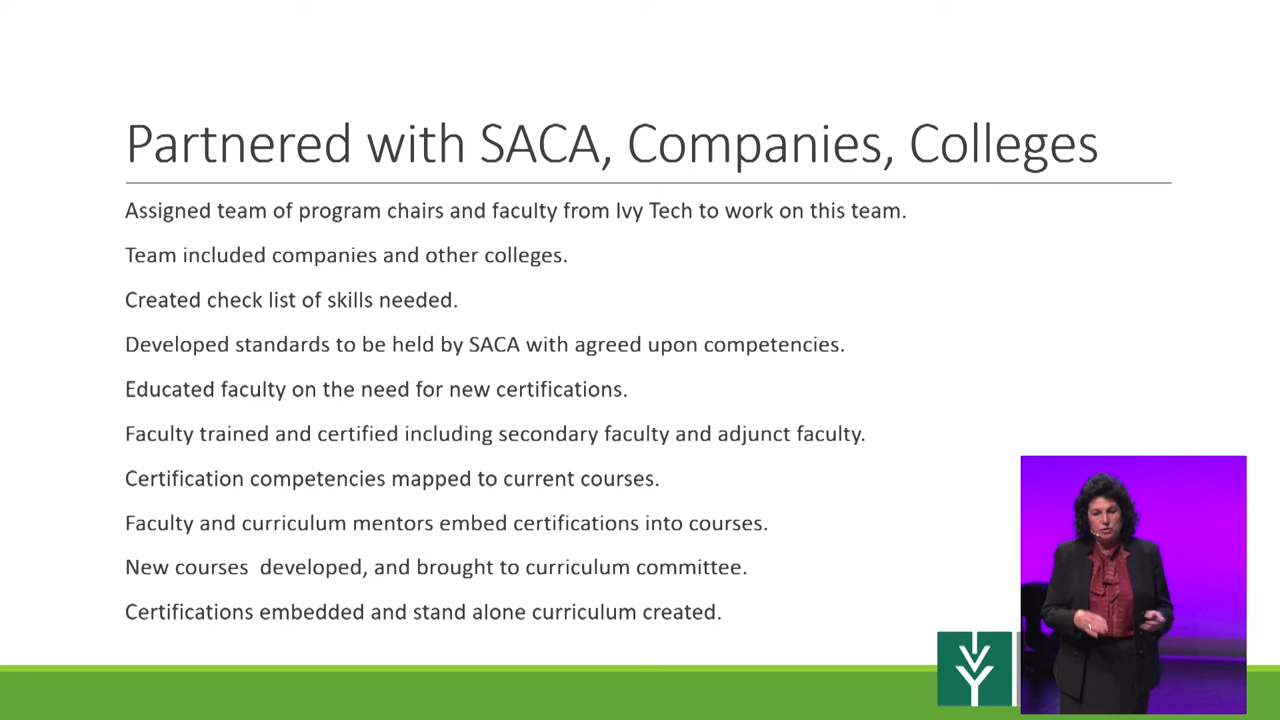 Partnered with SACA, Companies, Colleges
Assigned team of program chairs and faculty from Ivy Tech to work on this team.
Team included companies and other colleges.
Created check list of skills needed.
Developed standards to be held by SACA with agreed upon competencies.
Educated faculty on the need for new certifications.
Faculty trained and certified including secondary faculty and adjunct faculty.
Certification competencies mapped to current courses.
Faculty and curriculum mentors embed certifications into courses.
New courses  developed, and brought to curriculum committee.
Certifications embedded and stand alone curriculum created.